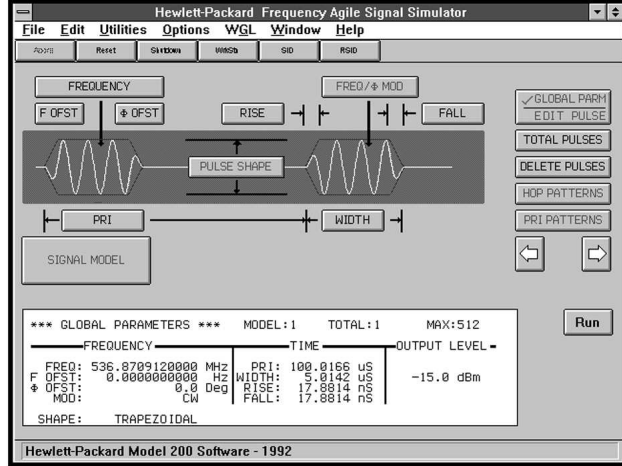 Hewlett-Packard Frequency Agile Signal Simulator
File Edit Utilities Options WGL Window Help
Abort Reset Shutdown SID RSID
FREQUENCY FREQ/Φ MOD
F OFST Φ OFST RISE FALL
✓GLOBAL PARM
EDIT PULSE
TOTAL PULSES
PULSE SHAPE
DELETE PULSES
HOP PATTERNS
PRI WIDTH
PRI PATTERNS
SIGNAL MODEL
*** GLOBAL PARAMETERS *** MODEL:1 TOTAL:1 MAX:512
Run
FREQUENCY TIME OUTPUT LEVEL
FREQ: 536.8709120000 MHz PRI: 100.0166 uS
F OFST: 0.0000000000 Hz WIDTH: 5.0142 uS -15.0 dBm
Φ OFST: 0.0 Deg RISE: 17.8814 nS
MOD: CW FALL: 17.8814 nS
SHAPE: TRAPEZOIDAL
Hewlett-Packard Model 200 Software - 1992